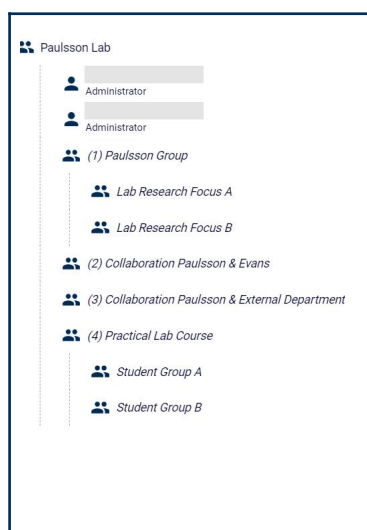 Paulsson Lab
Administrator
Administrator
(1) Paulsson Group
Lab Research Focus A
Lab Research Focus B
(2) Collaboration Paulsson & Evans
(3) Collaboration Paulsson & External Department
(4) Practical Lab Course
Student Group A
Student Group B